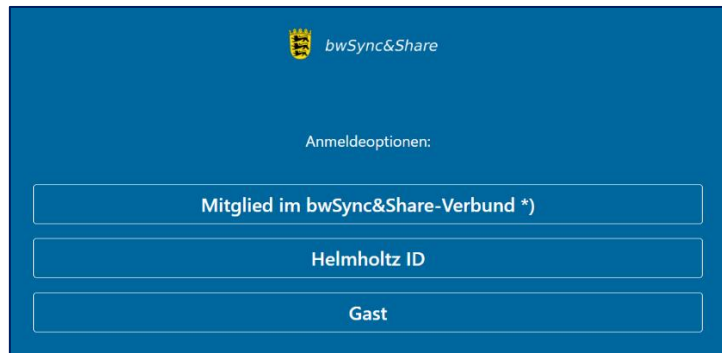 bwSync&Share
Anmeldeoptionen:
Mitglied im bwSync&Share-Verbund *)
Helmholtz ID
Gast